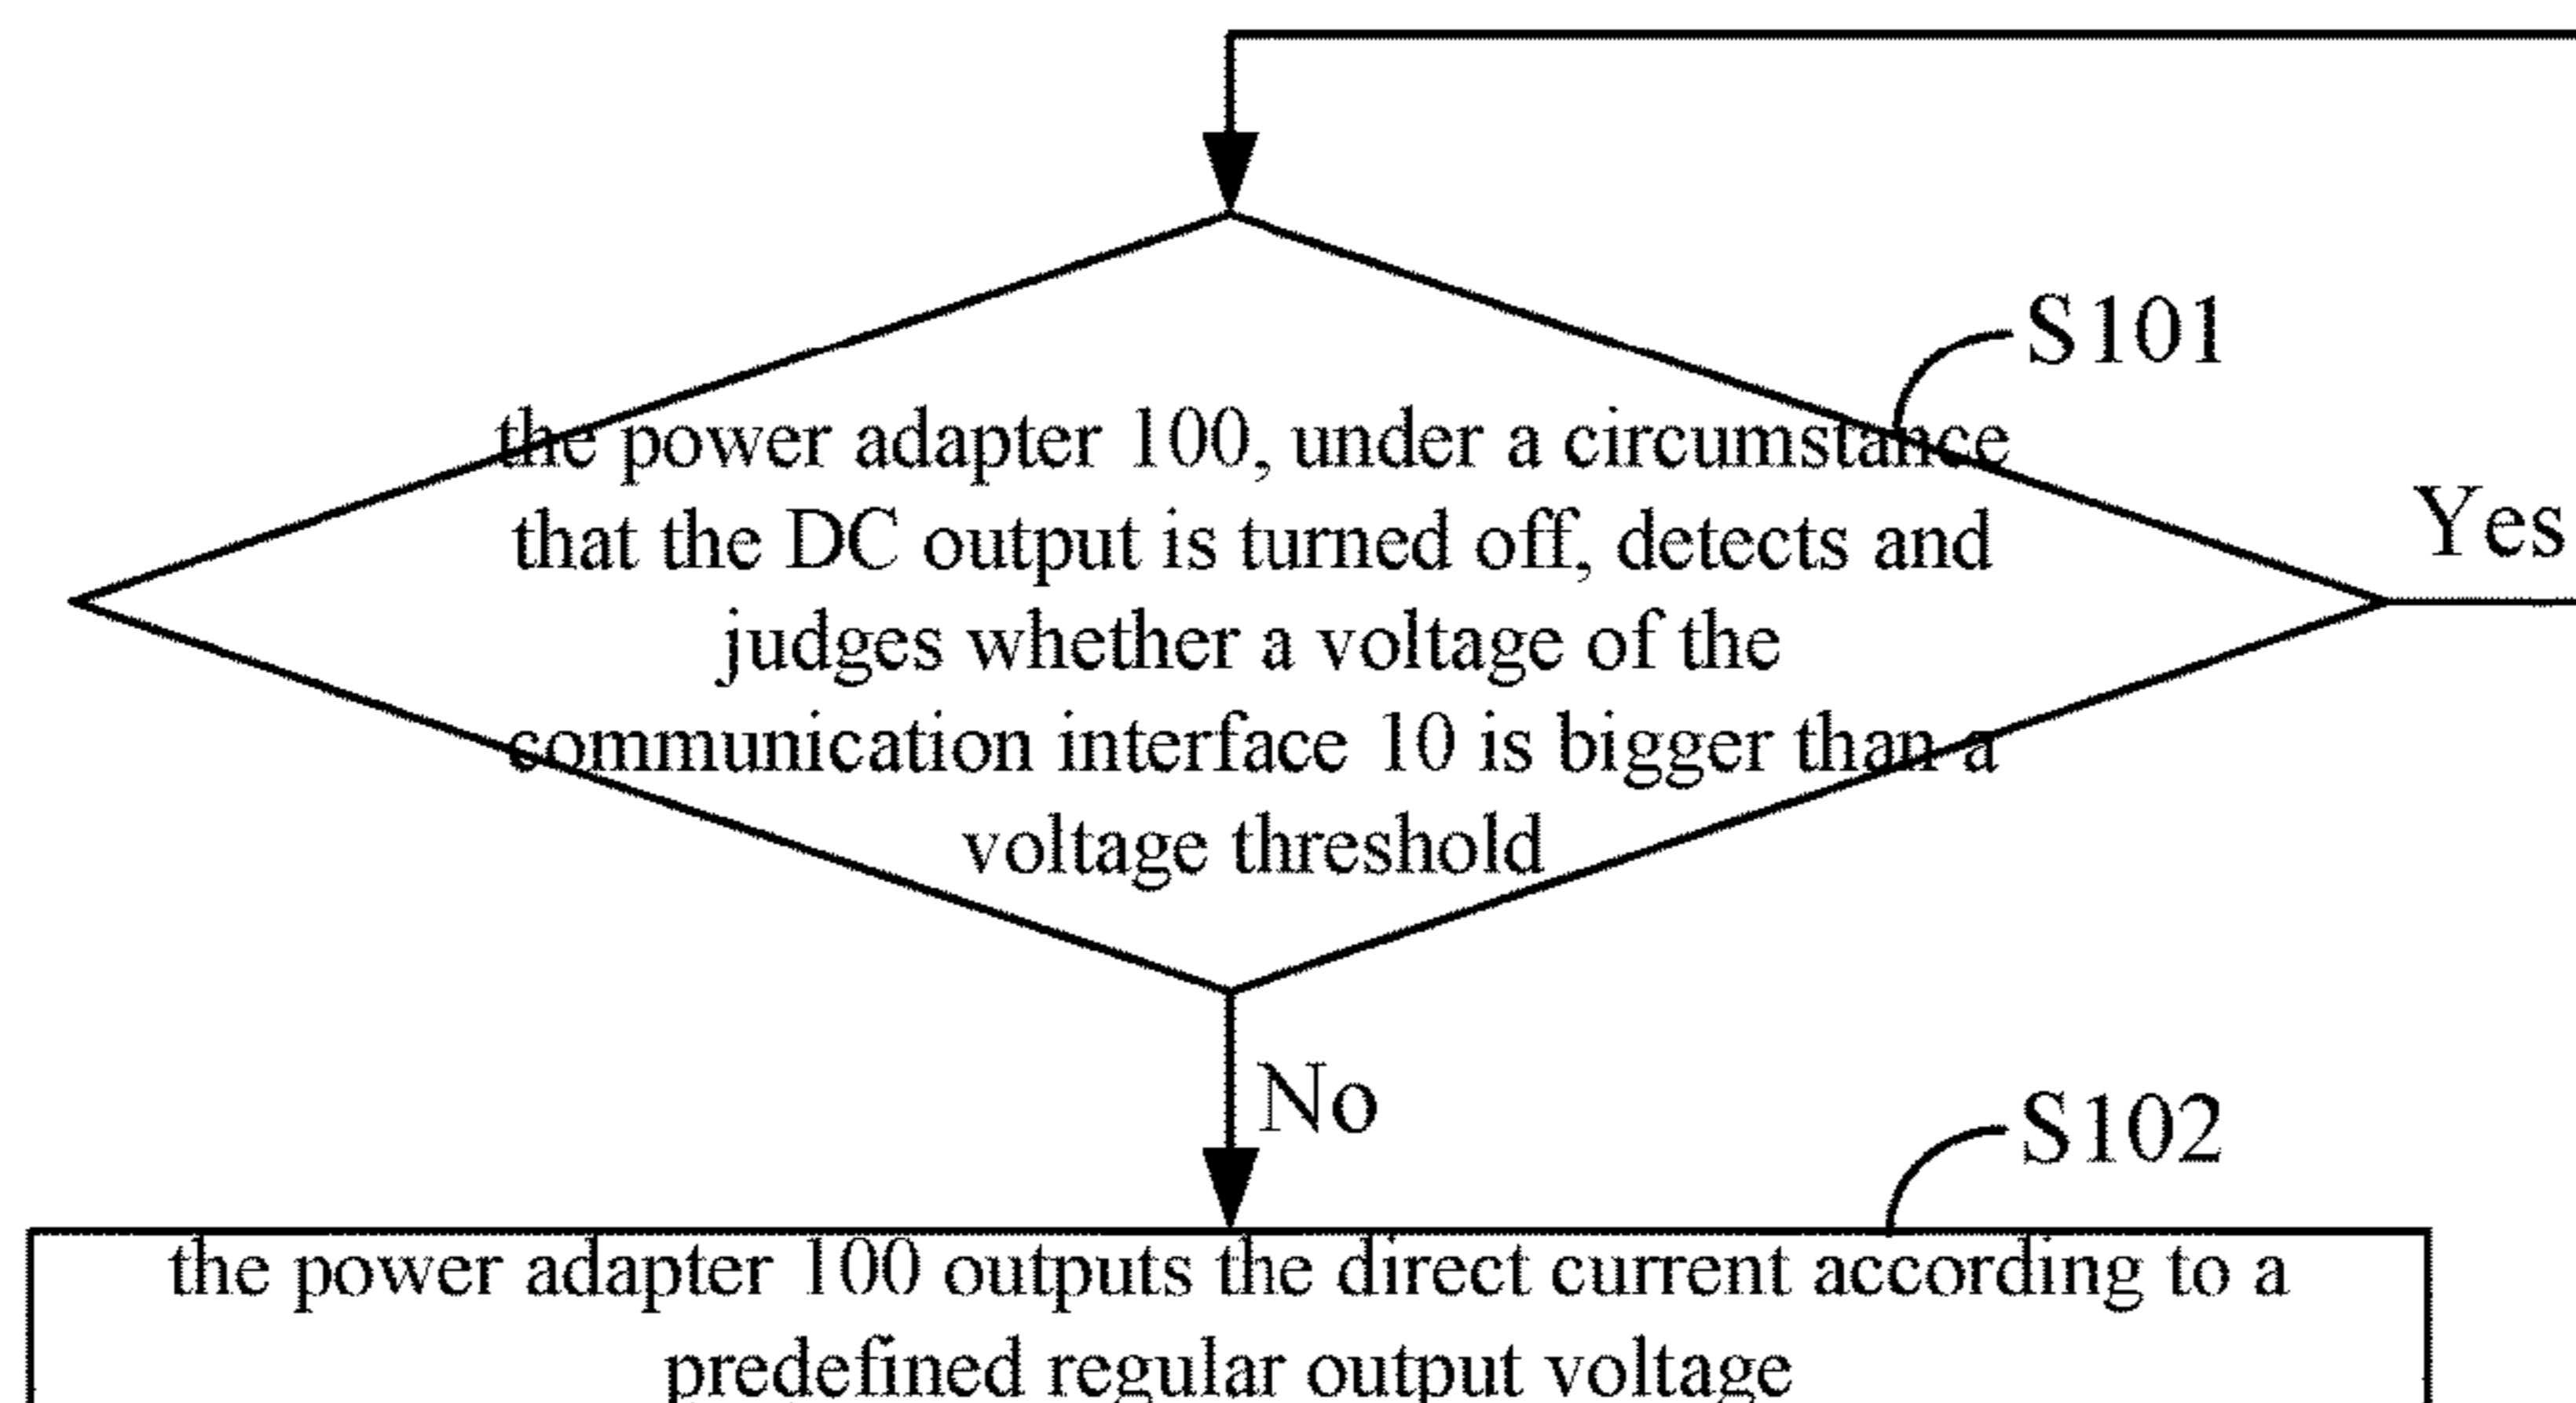 S101
the power adapter 100, under a circumstance
that the DC output is turned off, detects and
judges whether a voltage of the
communication interface 10 is bigger than a
voltage threshold
Yes
No
S102
the power adapter 100 outputs the direct current according to a
predefined regular output voltage